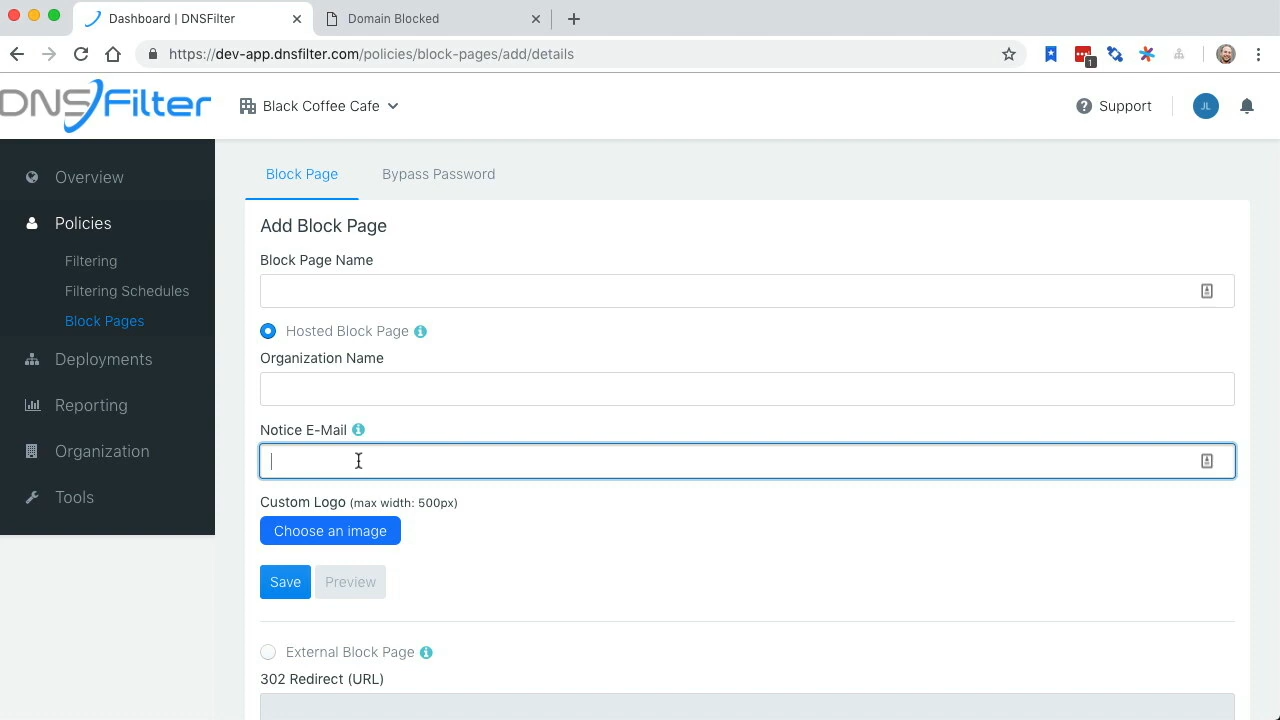 Dashboard | DNSFilter
Domain Blocked
https://dev-app.dnsfilter.com/policies/block-pages/add/details
1
DNSFilter
Black Coffee Cafe
Support
JL
Overview
Policies
Filtering
Filtering Schedules
Block Pages
Deployments
Reporting
Organization
Tools
Block Page
Bypass Password
Add Block Page
Block Page Name
Hosted Block Page
Organization Name
Notice E-Mail
Custom Logo (max width: 500px)
Choose an image
Save
Preview
External Block Page
302 Redirect (URL)